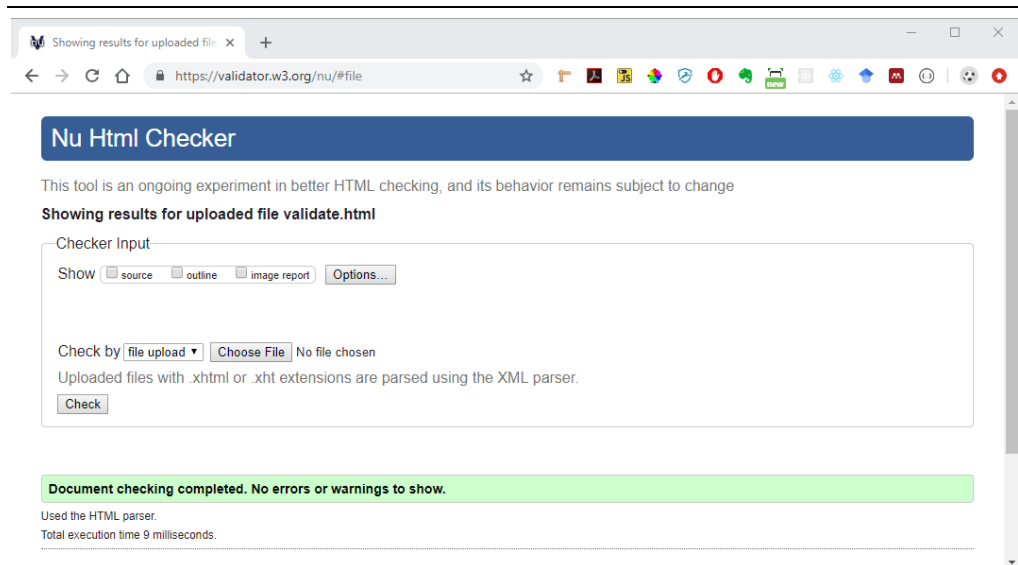 Showing results for uploaded file
https://validator.w3.org/nu/#file
JS
new
Nu Html Checker
This tool is an ongoing experiment in better HTML checking, and its behavior remains subject to change
Showing results for uploaded file validate.html
Checker Input
Show source outline image report Options...
Check by file upload Choose File No file chosen
Uploaded files with .xhtml or .xht extensions are parsed using the XML parser.
Check
Document checking completed. No errors or warnings to show.
Used the HTML parser.
Total execution time 9 milliseconds.